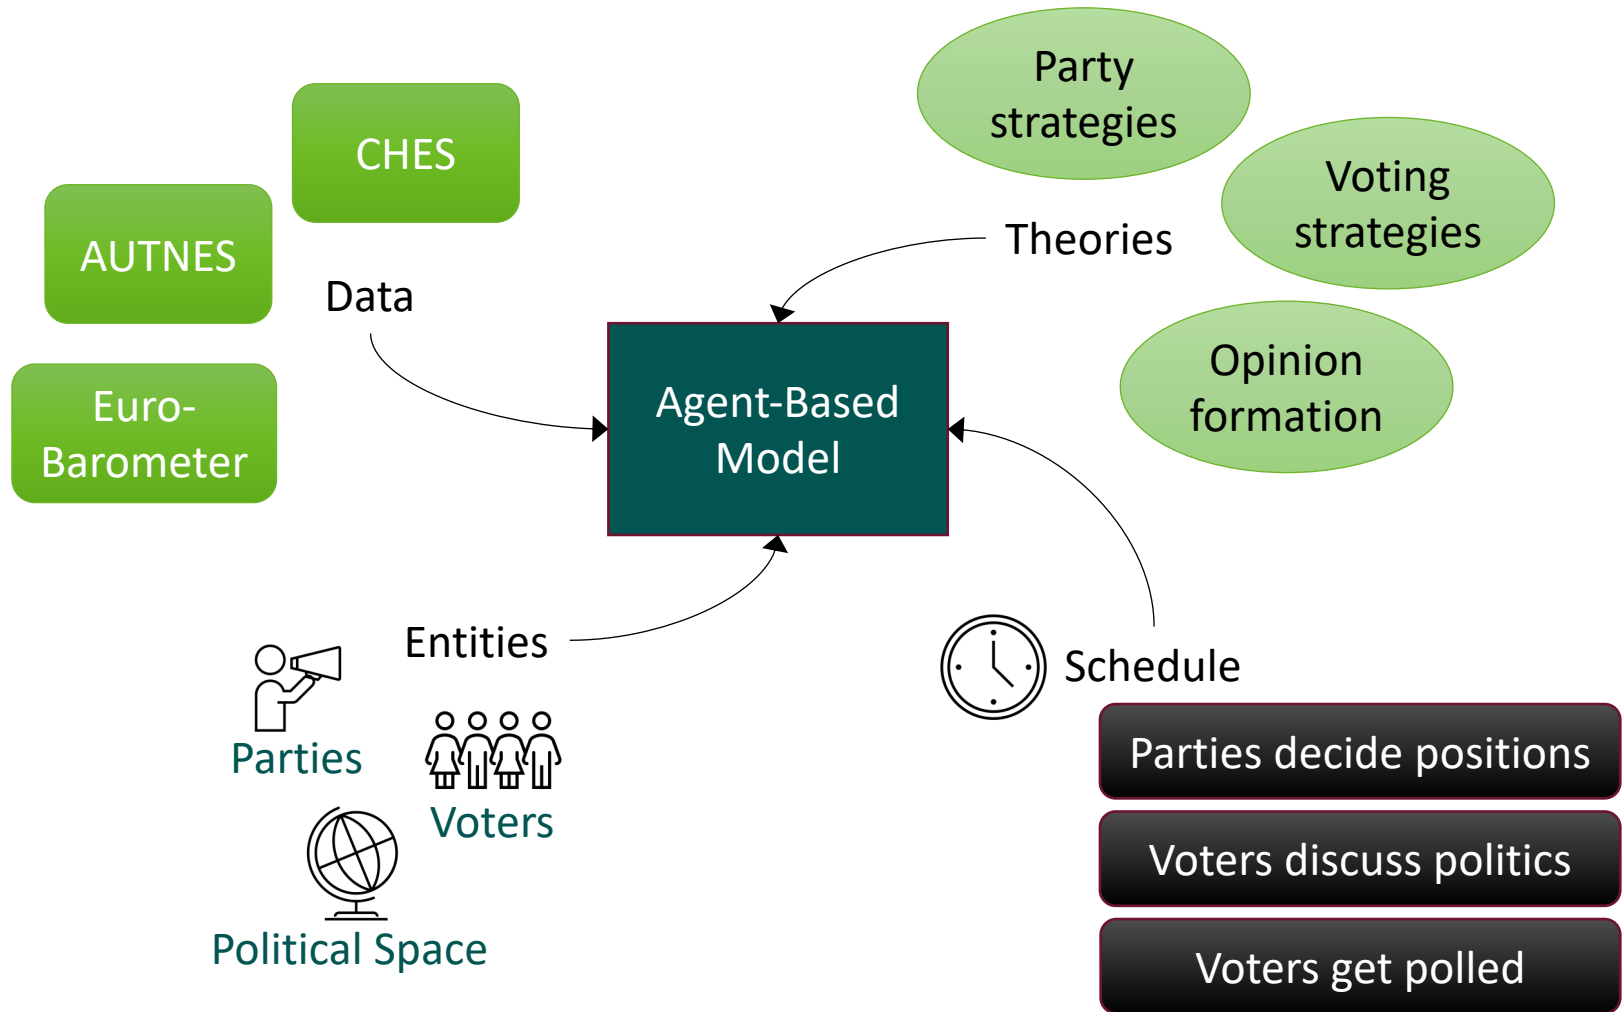 CHES
AUTNES
Euro-
Barometer
Data
Party
strategies
Voting
strategies
Theories
Opinion
formation
Agent-Based
Model
Entities
Parties
Voters
Political Space
Schedule
Parties decide positions
Voters discuss politics
Voters get polled